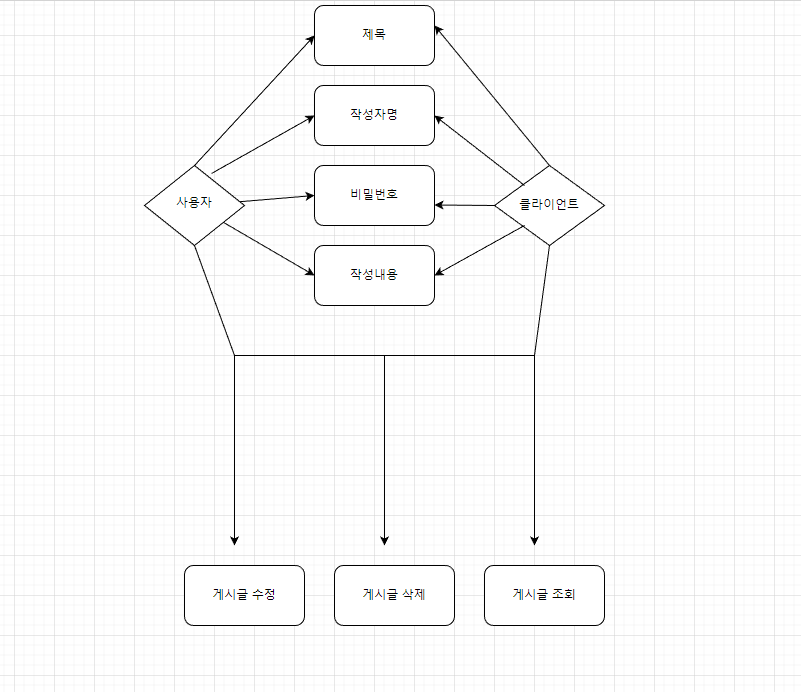 제목
작성자명
비밀번호
사용자
클라이언트
작성내용
게시글 수정
게시글 삭제
게시글 조회